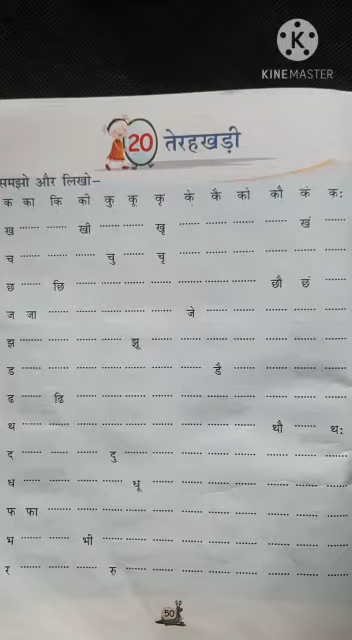 K
KINEMASTER
20 तेरहखड़ी
समझो और लिखो–
क का कि की कु कू कृ के कै को कौ कं क:
ख ...... ...... खी ...... ...... खृ ...... ...... ...... ...... खं ......
च ...... ...... ...... चु ...... चृ ...... ...... ...... ...... ...... ......
छ ...... छि ...... ...... ...... ...... ...... ...... ...... छौ छं ......
ज जा ...... ...... ...... ...... ...... जे ...... ...... ...... ...... ......
झ ...... ...... ...... ...... झू ...... ...... ...... ...... ...... ...... ......
ड ...... ...... ...... ...... ...... ...... ...... डै ...... ...... ...... ......
ढ ...... ढि ...... ...... ...... ...... ...... ...... ...... ...... ...... ......
थ ...... ...... ...... ...... ...... ...... ...... ...... ...... थौ ...... थ:
द ...... ...... ...... दु ...... ...... ...... ...... ...... ...... ...... ......
ध ...... ...... ...... ...... धू ...... ...... ...... ...... ...... ...... ......
फ फा ...... ...... ...... ...... ...... ...... ...... ...... ...... ...... ......
भ ...... ...... भी ...... ...... ...... ...... ...... ...... ...... ...... ......
र ...... ...... ...... रु ...... ...... ...... ...... ...... ...... ...... ......
50